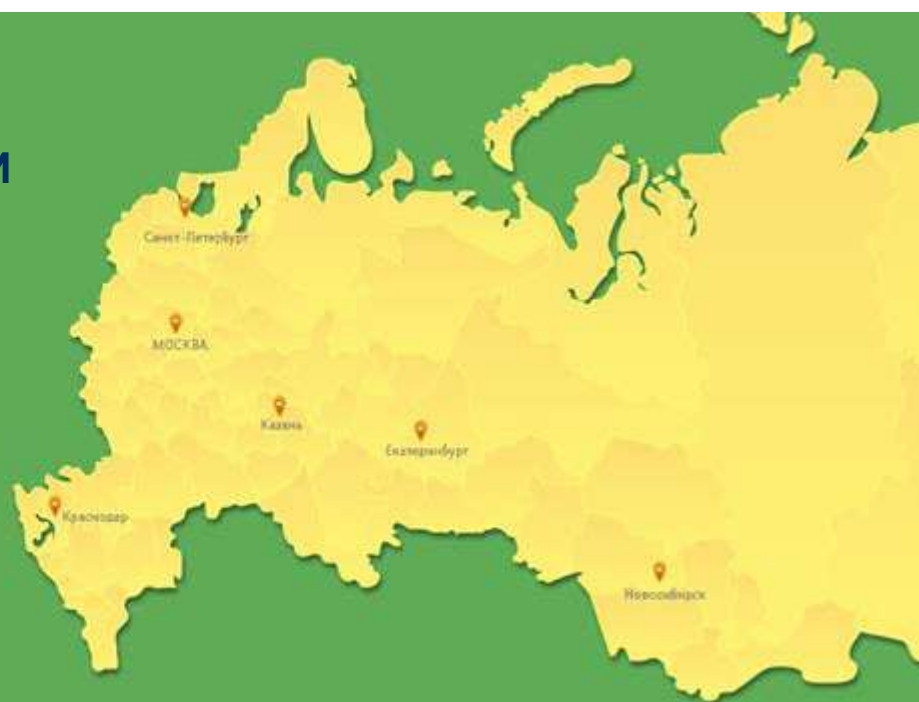 И
Санкт-Петербург
МОСКВА
Казань
Екатеринбург
Краснодар
Новосибирск